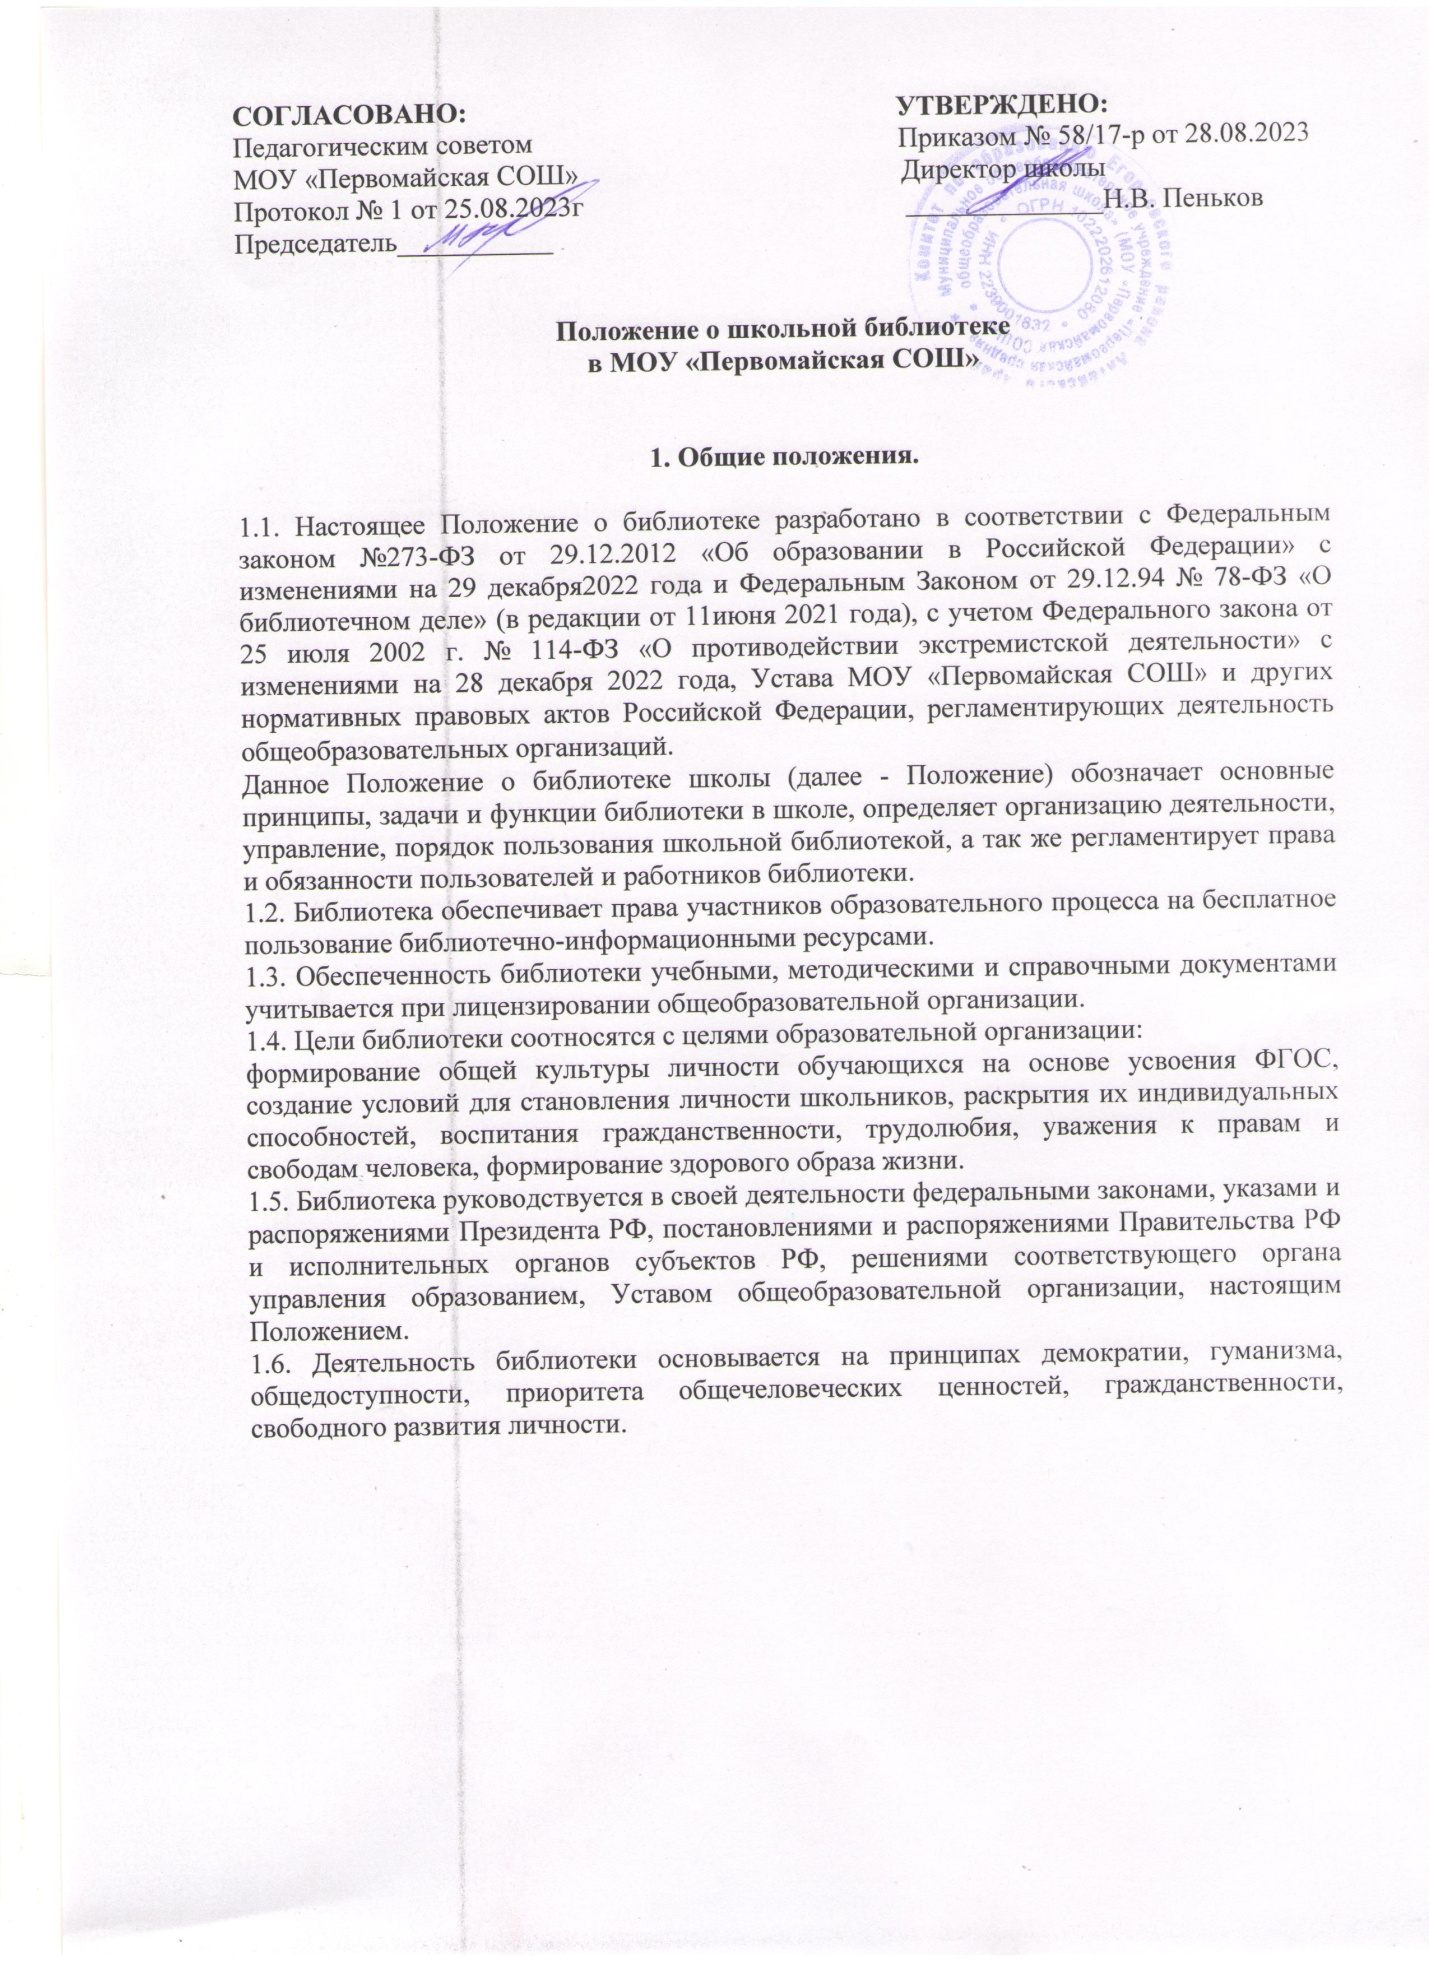 СОГЛАСОВАНО:
Педагогическим советом
МОУ «Первомайская СОШ»
Протокол № 1 от 25.08.2023г
Председатель____________
УТВЕРЖДЕНО:
Приказом № 58/17-р от 28.08.2023
Директор школы
_______________Н.В. Пеньков
ОГРН 1022202612080
Положение о школьной библиотеке
в МОУ «Первомайская СОШ»
1. Общие положения.
1.1. Настоящее Положение о библиотеке разработано в соответствии с Федеральным
законом №273-ФЗ от 29.12.2012 «Об образовании в Российской Федерации» с
изменениями на 29 декабря2022 года и Федеральным Законом от 29.12.94 № 78-ФЗ «О
библиотечном деле» (в редакции от 11июня 2021 года), с учетом Федерального закона от
25 июля 2002 г. № 114-ФЗ «О противодействии экстремистской деятельности» с
изменениями на 28 декабря 2022 года, Устава МОУ «Первомайская СОШ» и других
нормативных правовых актов Российской Федерации, регламентирующих деятельность
общеобразовательных организаций.
Данное Положение о библиотеке школы (далее - Положение) обозначает основные
принципы, задачи и функции библиотеки в школе, определяет организацию деятельности,
управление, порядок пользования школьной библиотекой, а так же регламентирует права
и обязанности пользователей и работников библиотеки.
1.2. Библиотека обеспечивает права участников образовательного процесса на бесплатное
пользование библиотечно-информационными ресурсами.
1.3. Обеспеченность библиотеки учебными, методическими и справочными документами
учитывается при лицензировании общеобразовательной организации.
1.4. Цели библиотеки соотносятся с целями образовательной организации:
формирование общей культуры личности обучающихся на основе усвоения ФГОС,
создание условий для становления личности школьников, раскрытия их индивидуальных
способностей, воспитания гражданственности, трудолюбия, уважения к правам и
свободам человека, формирование здорового образа жизни.
1.5. Библиотека руководствуется в своей деятельности федеральными законами, указами и
распоряжениями Президента РФ, постановлениями и распоряжениями Правительства РФ
и исполнительных органов субъектов РФ, решениями соответствующего органа
управления образованием, Уставом общеобразовательной организации, настоящим
Положением.
1.6. Деятельность библиотеки основывается на принципах демократии, гуманизма,
общедоступности, приоритета общечеловеческих ценностей, гражданственности,
свободного развития личности.